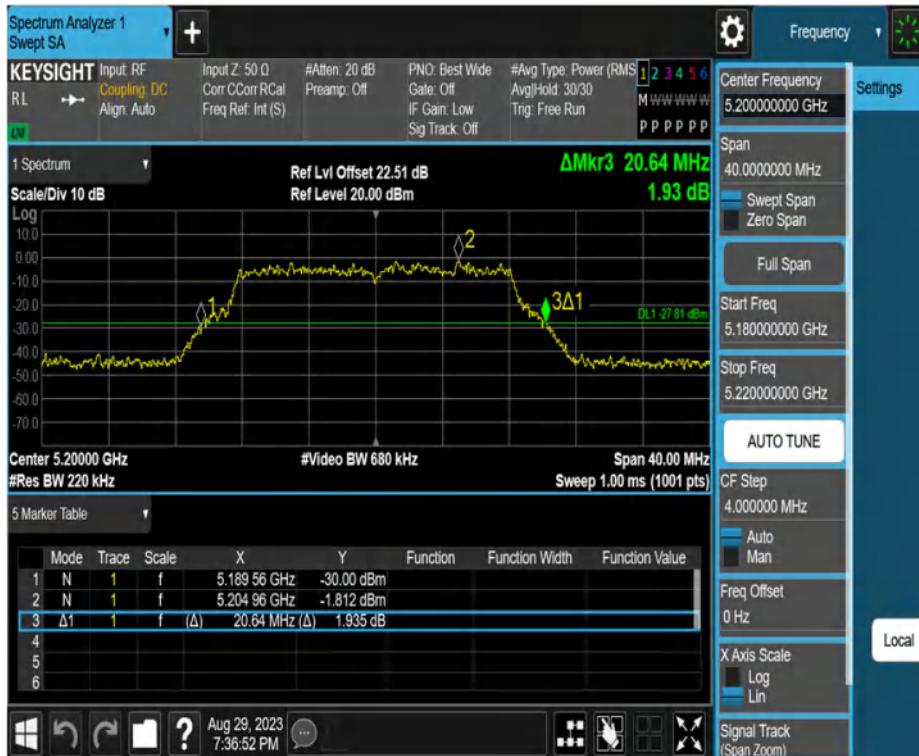 Spectrum Analyzer 1
Swept SA
+
Frequency
KEYSIGHT
RL
LXI
Input: RF
Coupling: DC
Align: Auto
Input Z: 50 Ω
Corr CCorr RCal
Freq Ref: Int (S)
#Atten: 20 dB
Preamp: Off
PNO: Best Wide
Gate: Off
IF Gain: Low
Sig Track: Off
#Avg Type: Power (RMS
Avg|Hold: 30/30
Trig: Free Run
1 2 3 4 5 6
M W W W W W
P P P P P P
1 Spectrum
Scale/Div 10 dB
Ref Lvl Offset 22.51 dB
Ref Level 20.00 dBm
ΔMkr3 20.64 MHz
1.93 dB
Log
10.0
0.00
-10.0
-20.0
-30.0
-40.0
-50.0
-60.0
-70.0
1
2
3Δ1
DL1 -27.81 dBm
Center 5.20000 GHz
#Video BW 680 kHz
Span 40.00 MHz
#Res BW 220 kHz
Sweep 1.00 ms (1001 pts)
5 Marker Table
Mode Trace Scale X Y Function Function Width Function Value
1 N 1 f 5.189 56 GHz -30.00 dBm
2 N 1 f 5.204 96 GHz -1.812 dBm
3 Δ1 1 f (Δ) 20.64 MHz (Δ) 1.935 dB
4
5
6
?
Aug 29, 2023
7:36:52 PM
Center Frequency
5.200000000 GHz
Settings
Span
40.0000000 MHz
Swept Span
Zero Span
Full Span
Start Freq
5.180000000 GHz
Stop Freq
5.220000000 GHz
AUTO TUNE
CF Step
4.000000 MHz
Auto
Man
Freq Offset
0 Hz
Local
X Axis Scale
Log
Lin
Signal Track
(Span Zoom)